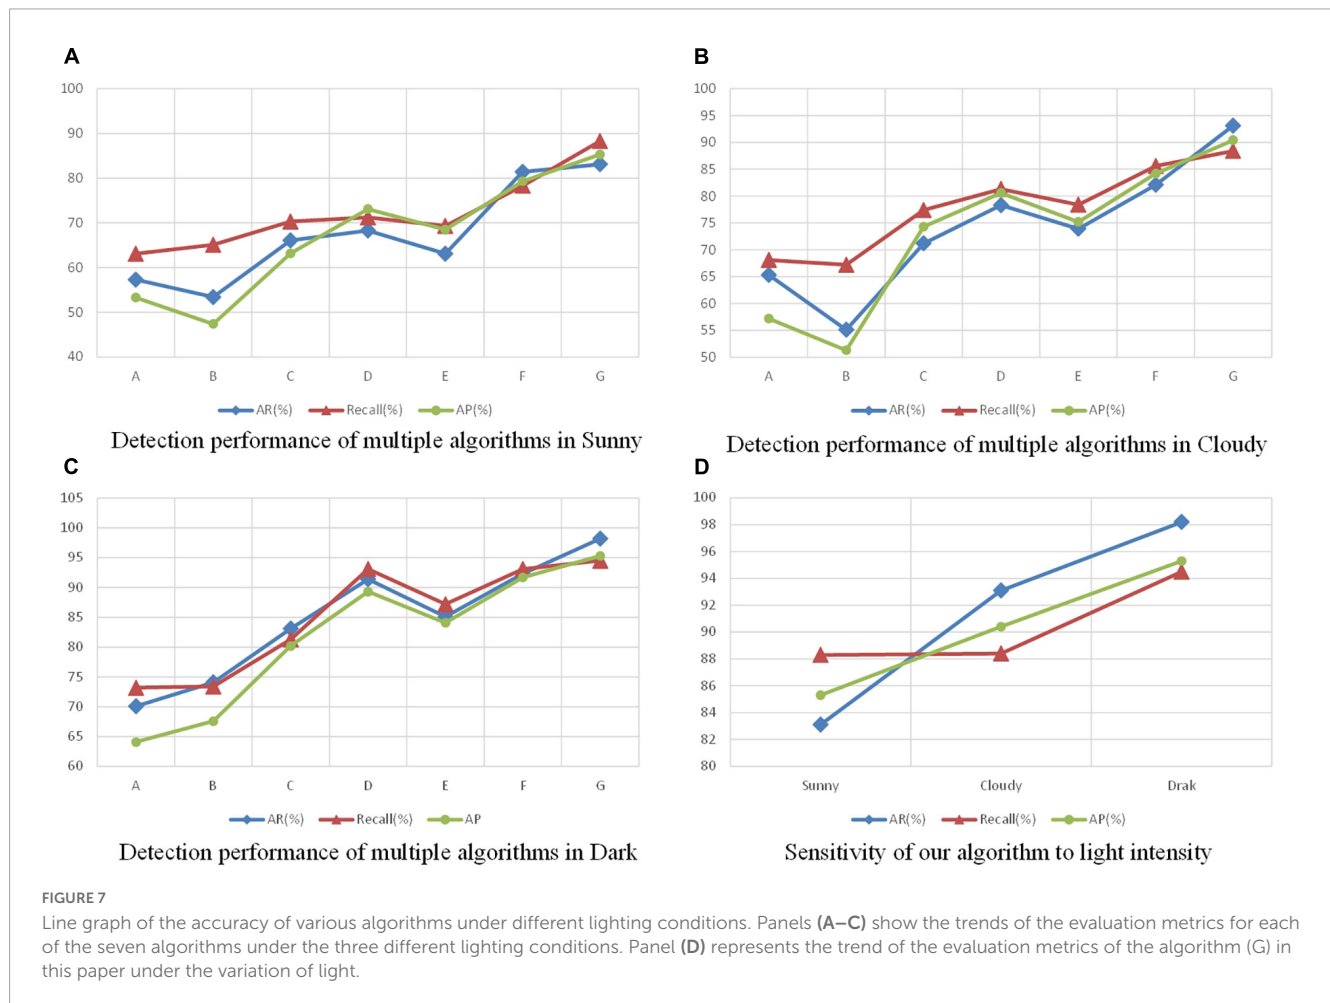 A
100
90
80
70
60
50
40
A B C D E F G
AR(%) Recall(%) AP(%)
Detection performance of multiple algorithms in Sunny
B
100
95
90
85
80
75
70
65
60
55
50
A B C D E F G
AR(%) Recall(%) AP(%)
Detection performance of multiple algorithms in Cloudy
C
105
100
95
90
85
80
75
70
65
60
A B C D E F G
AR(%) Recall(%) AP
Detection performance of multiple algorithms in Dark
D
100
98
96
94
92
90
88
86
84
82
80
Sunny Cloudy Drak
AR(%) Recall(%) AP(%)
Sensitivity of our algorithm to light intensity
FIGURE 7
Line graph of the accuracy of various algorithms under different lighting conditions. Panels (A–C) show the trends of the evaluation metrics for each
of the seven algorithms under the three different lighting conditions. Panel (D) represents the trend of the evaluation metrics of the algorithm (G) in
this paper under the variation of light.